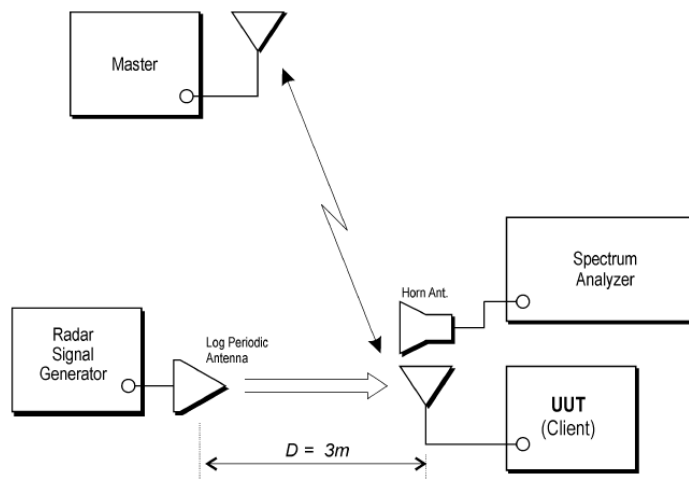 Master
Spectrum
Analyzer
Horn Ant.
Radar
Signal
Generator
Log Periodic
Antenna
UUT
(Client)
D = 3m